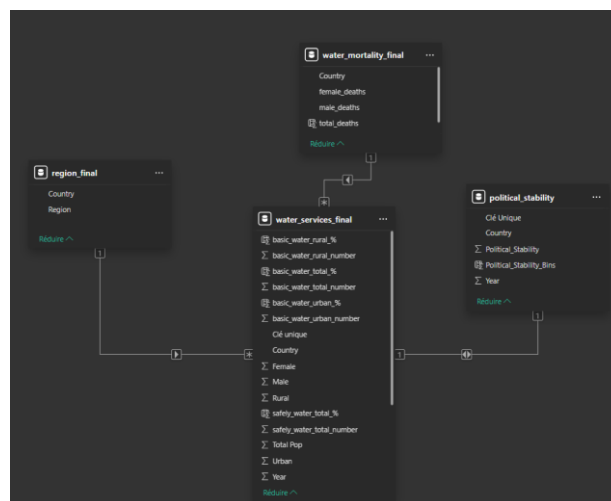 water_mortality_final
Country
female_deaths
male_deaths
total_deaths
Réduire
1
*
region_final
Country
Region
Réduire
1
*
political_stability
Clé Unique
Country
Political_Stability
Political_Stability_Bins
Year
Réduire
1
1
water_services_final
basic_water_rural_%
basic_water_rural_number
basic_water_total_%
basic_water_total_number
basic_water_urban_%
basic_water_urban_number
Clé unique
Country
Female
Male
Rural
safely_water_total_%
safely_water_total_number
Total Pop
Urban
Year
Réduire